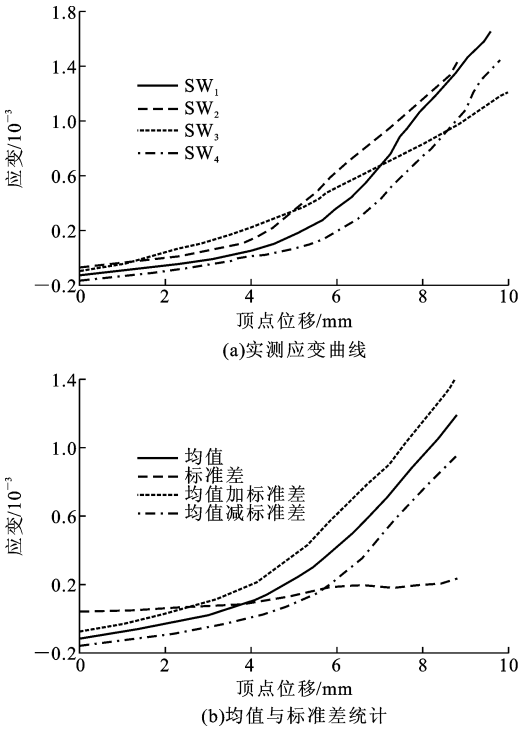 1.8
1.4
1.0
0.6
0.2
−0.2
应变/10⁻³
SW₁
SW₂
SW₃
SW₄
0 2 4 6 8 10
顶点位移/mm
(a)实测应变曲线
1.4
1.0
0.6
0.2
−0.2
应变/10⁻³
均值
标准差
均值加标准差
均值减标准差
0 2 4 6 8 10
顶点位移/mm
(b)均值与标准差统计